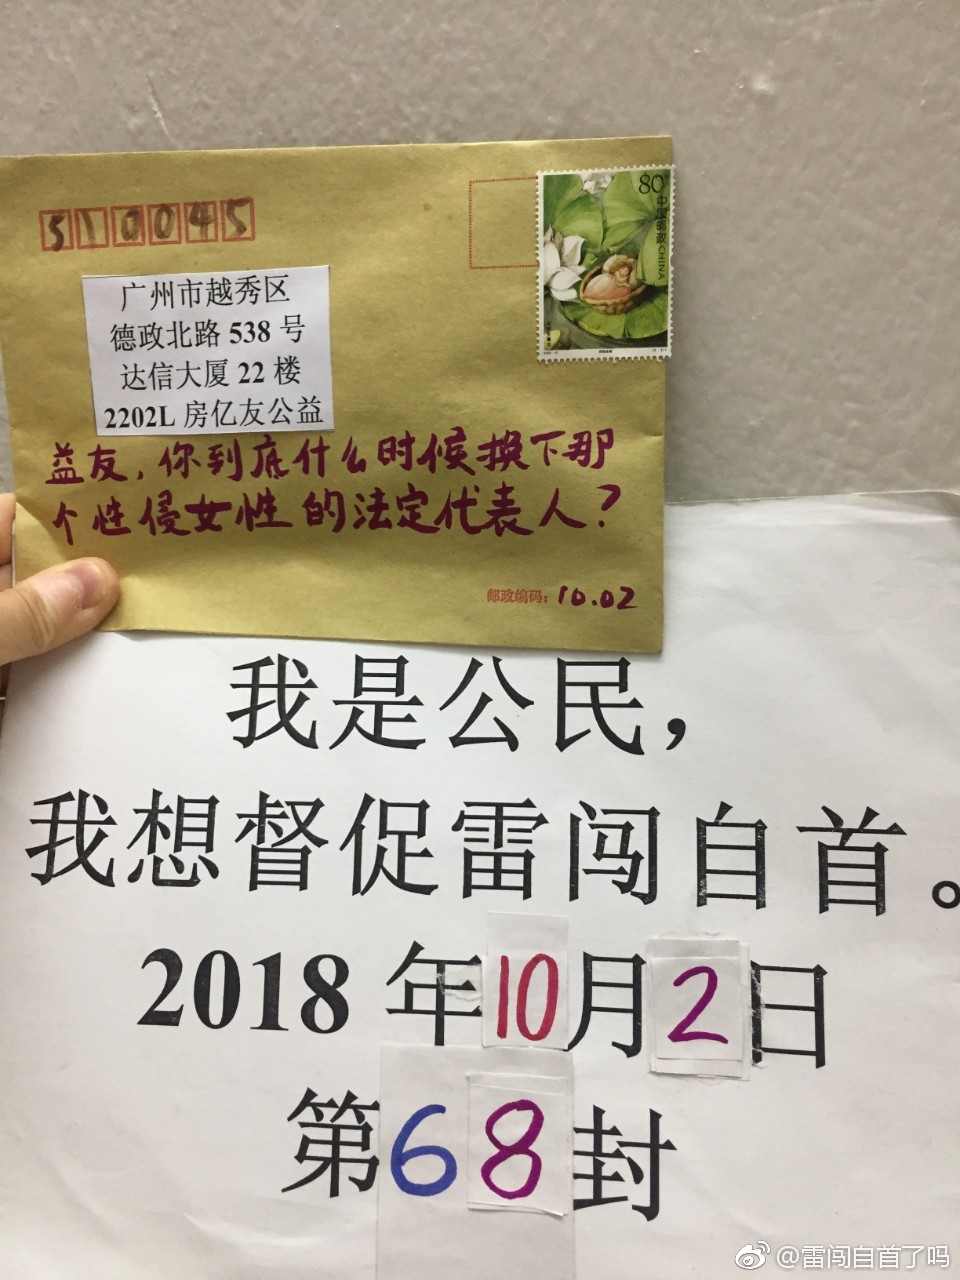 510045
80
中国邮政
CHINA
广州市越秀区
德政北路 538 号
达信大厦 22 楼
2202L 房亿友公益
益友，你到底什么时候换下那
个性侵女性的法定代表人？
邮政编码：10.02
我是公民，
我想督促雷闯自首。
2018 年 10 月 2 日
第 68 封
@雷闯自首了吗